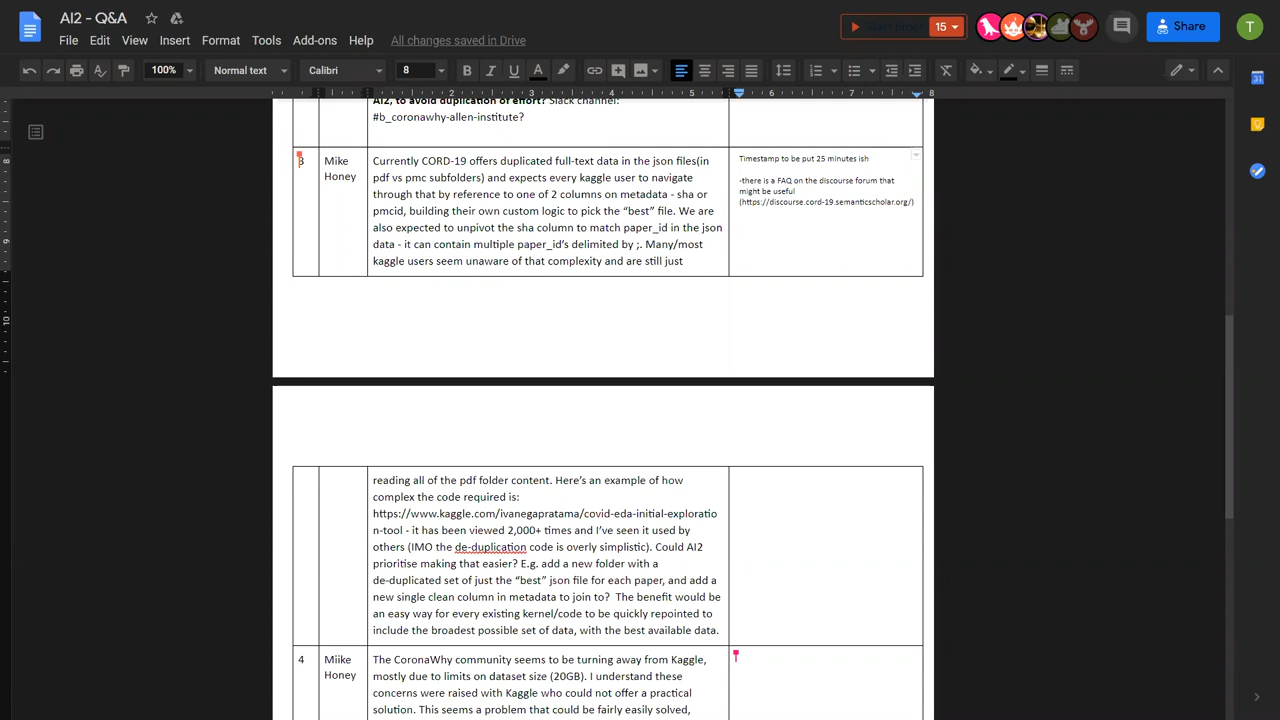 AI2 - Q&A
File Edit View Insert Format Tools Addons Help All changes saved in Drive
15
Share
T
100% Normal text Calibri 8
2 3 4 5 6 7 8
AI2, to avoid duplication of effort? Slack channel:
#b_coronawhy-allen-institute?
3
Mike
Honey
Currently CORD-19 offers duplicated full-text data in the json files(in
pdf vs pmc subfolders) and expects every kaggle user to navigate
through that by reference to one of 2 columns on metadata - sha or
pmcid, building their own custom logic to pick the “best” file. We are
also expected to unpivot the sha column to match paper_id in the json
data - it can contain multiple paper_id’s delimited by ;. Many/most
kaggle users seem unaware of that complexity and are still just
Timestamp to be put 25 minutes ish
-there is a FAQ on the discourse forum that
might be useful
(https://discourse.cord-19.semanticscholar.org/)
reading all of the pdf folder content. Here’s an example of how
complex the code required is:
https://www.kaggle.com/ivanegapratama/covid-eda-initial-exploratio
n-tool - it has been viewed 2,000+ times and I’ve seen it used by
others (IMO the de-duplication code is overly simplistic). Could AI2
prioritise making that easier? E.g. add a new folder with a
de-duplicated set of just the “best” json file for each paper, and add a
new single clean column in metadata to join to?  The benefit would be
an easy way for every existing kernel/code to be quickly repointed to
include the broadest possible set of data, with the best available data.
4
Miike
Honey
The CoronaWhy community seems to be turning away from Kaggle,
mostly due to limits on dataset size (20GB). I understand these
concerns were raised with Kaggle who could not offer a practical
solution. This seems a problem that could be fairly easily solved,
8
9
10